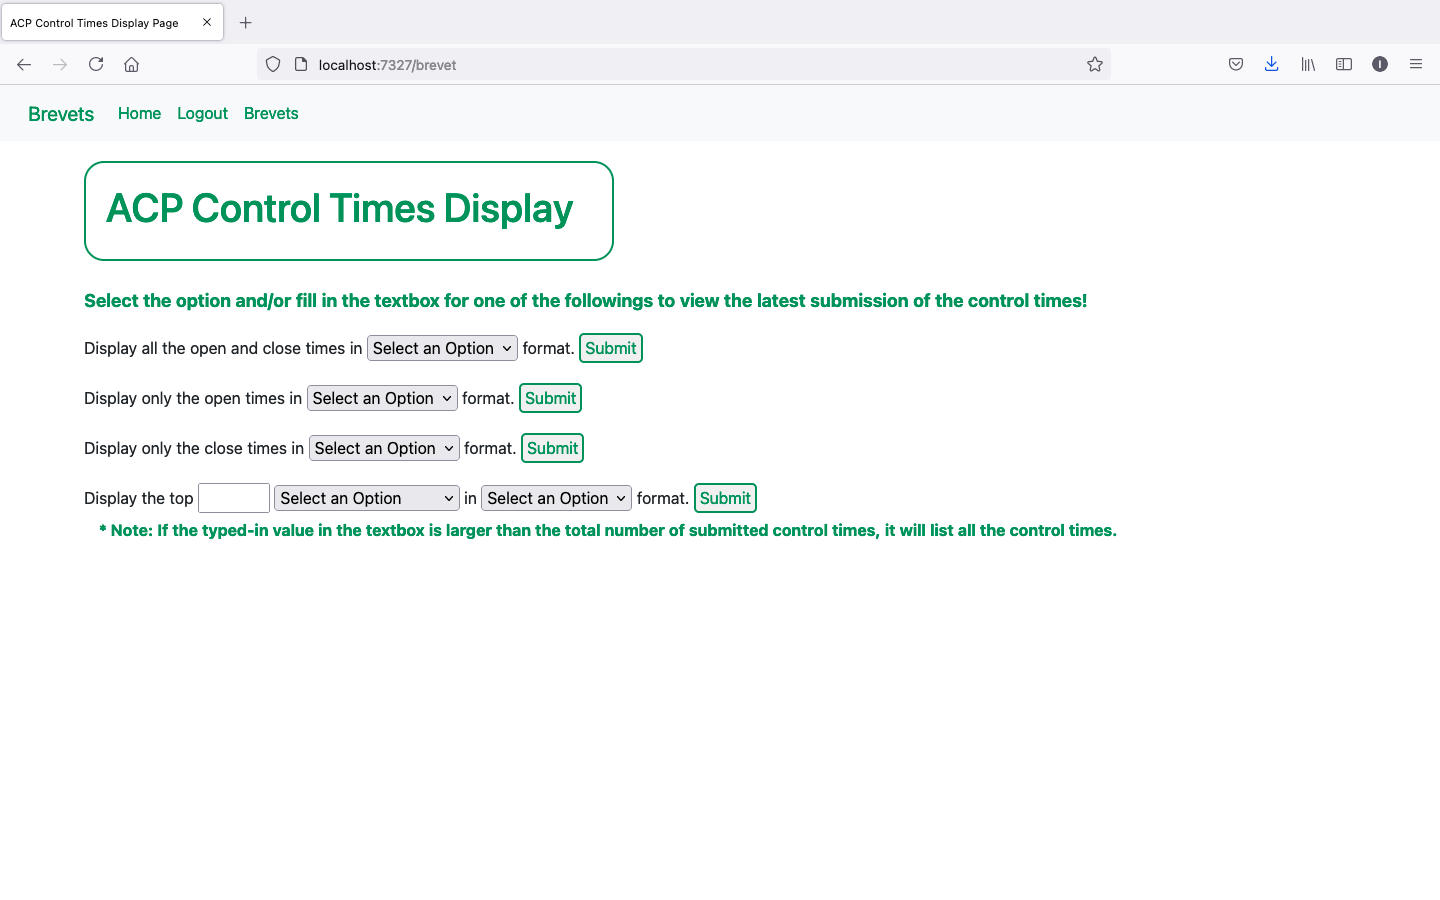 ACP Control Times Display Page
localhost:7327/brevet
I
Brevets Home Logout Brevets
ACP Control Times Display
Select the option and/or fill in the textbox for one of the followings to view the latest submission of the control times!
Display all the open and close times in Select an Option format. Submit
Display only the open times in Select an Option format. Submit
Display only the close times in Select an Option format. Submit
Display the top Select an Option in Select an Option format. Submit
* Note: If the typed-in value in the textbox is larger than the total number of submitted control times, it will list all the control times.